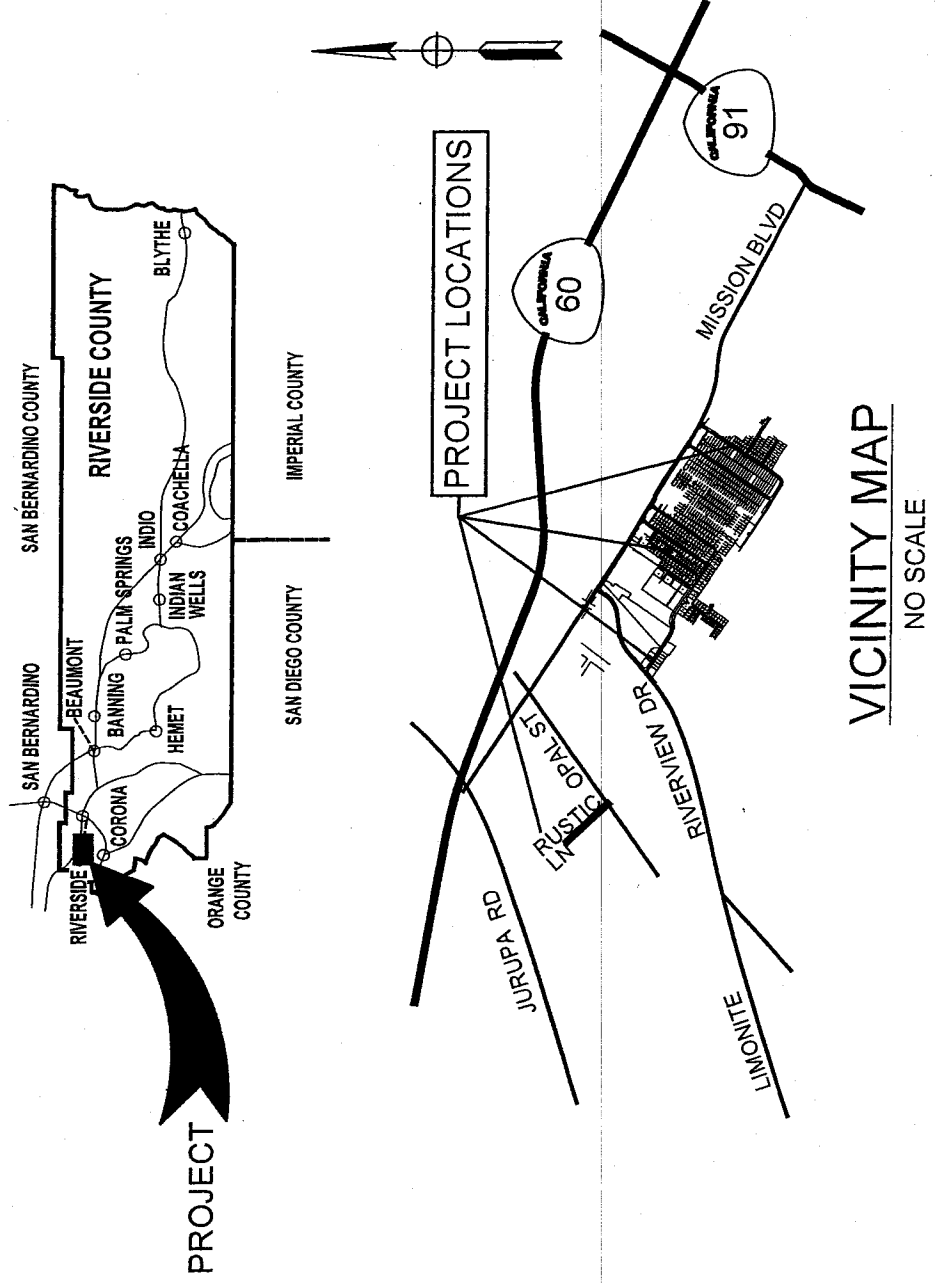 SAN BERNARDINO
SAN BERNARDINO COUNTY
BEAUMONT
RIVERSIDE COUNTY
BANNING
PALM SPRINGS
BLYTHE
RIVERSIDE
CORONA
HEMET
INDIAN
WELLS
INDIO
COACHELLA
ORANGE
COUNTY
SAN DIEGO COUNTY
IMPERIAL COUNTY
PROJECT
PROJECT LOCATIONS
CALIFORNIA
60
CALIFORNIA
91
JURUPA RD
RUSTIC
LN
OPAL ST
RIVERVIEW DR
LIMONITE
MISSION BLVD
VICINITY MAP
NO SCALE